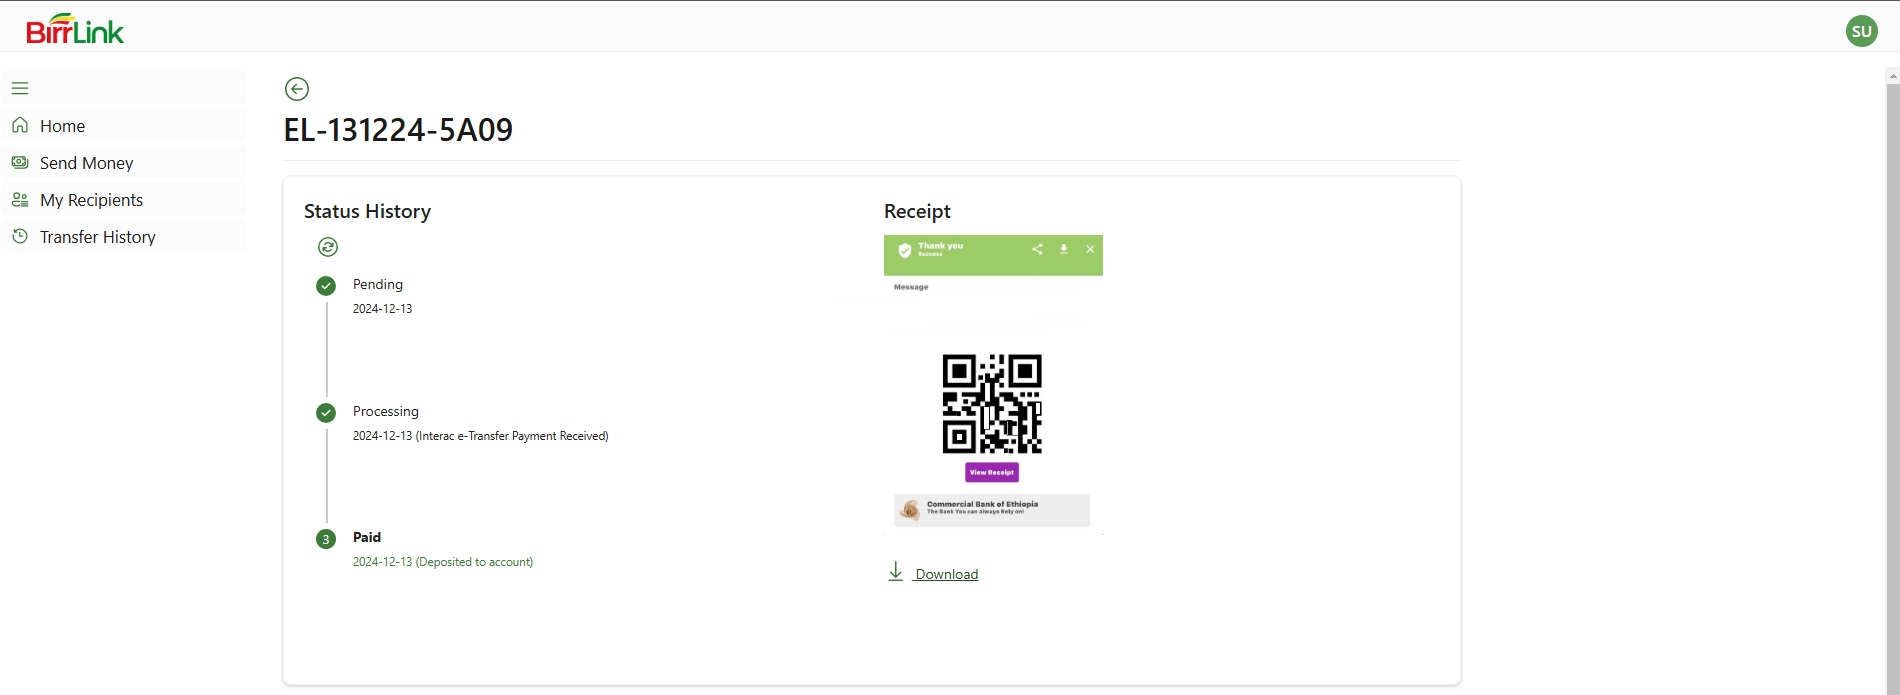 BirrLink
SU
Home
Send Money
My Recipients
Transfer History
EL-131224-5A09
Status History
Pending
2024-12-13
Processing
2024-12-13 (Interac e-Transfer Payment Received)
3
Paid
2024-12-13 (Deposited to account)
Receipt
Thank you
Success
Message
View Receipt
Commercial Bank of Ethiopia
The Bank You can always Rely on!
Download